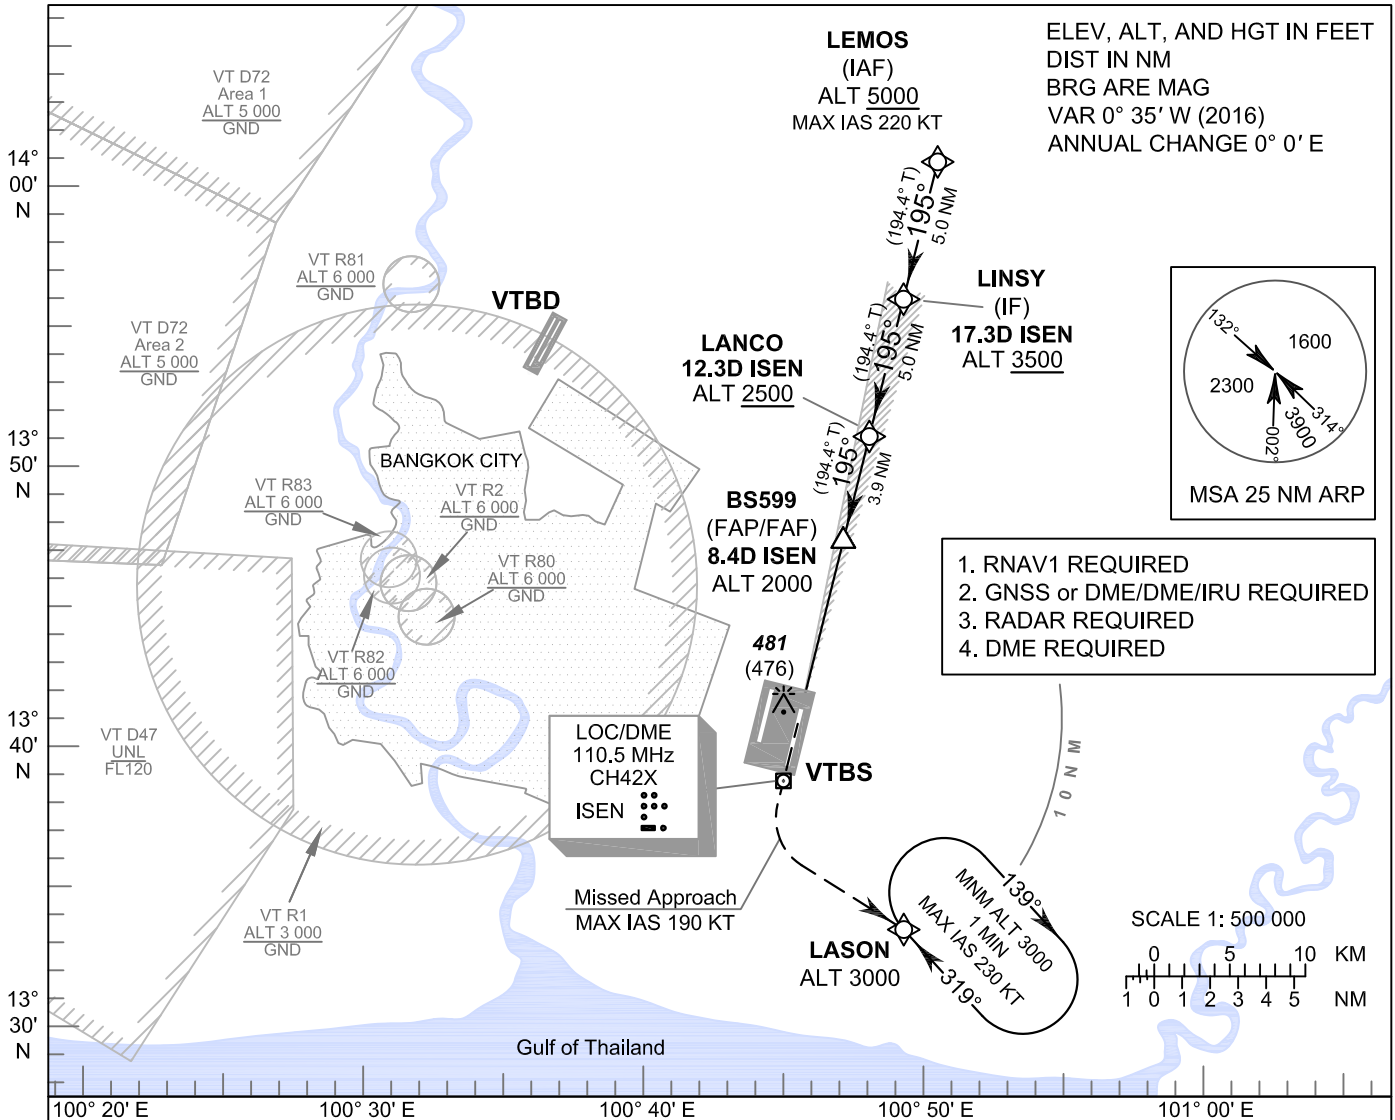 ELEV, ALT, AND HGT IN FEET
DIST IN NM
BRG ARE MAG
VAR 0° 35' W (2016)
ANNUAL CHANGE 0° 0' E
LEMOS
(IAF)
ALT 5000
MAX IAS 220 KT
VT D72
Area 1
ALT 5 000
GND
14°
00'
N
(194.4° T)
195°
5.0 NM
VT R81
ALT 6 000
GND
VTBD
LINSY
(IF)
17.3D ISEN
ALT 3500
VT D72
Area 2
ALT 5 000
GND
LANCO
12.3D ISEN
ALT 2500
(194.4° T)
195°
5.0 NM
132°
1600
2300
314°
3900
002°
MSA 25 NM ARP
13°
50'
N
BANGKOK CITY
(194.4° T)
195°
3.9 NM
VT R83
ALT 6 000
GND
VT R2
ALT 6 000
GND
BS599
(FAP/FAF)
8.4D ISEN
ALT 2000
VT R80
ALT 6 000
GND
1. RNAV1 REQUIRED
2. GNSS or DME/DME/IRU REQUIRED
3. RADAR REQUIRED
4. DME REQUIRED
VT R82
ALT 6 000
GND
481
(476)
13°
40'
N
VT D47
UNL
FL120
LOC/DME
110.5 MHz
CH42X
ISEN
VTBS
10 NM
Missed Approach
MAX IAS 190 KT
VT R1
ALT 3 000
GND
139°
MNM ALT 3000
1 MIN
MAX IAS 230 KT
319°
LASON
ALT 3000
SCALE 1: 500 000
0 5 10 KM
1 0 1 2 3 4 5 NM
13°
30'
N
Gulf of Thailand
100° 20' E
100° 30' E
100° 40' E
100° 50' E
101° 00' E